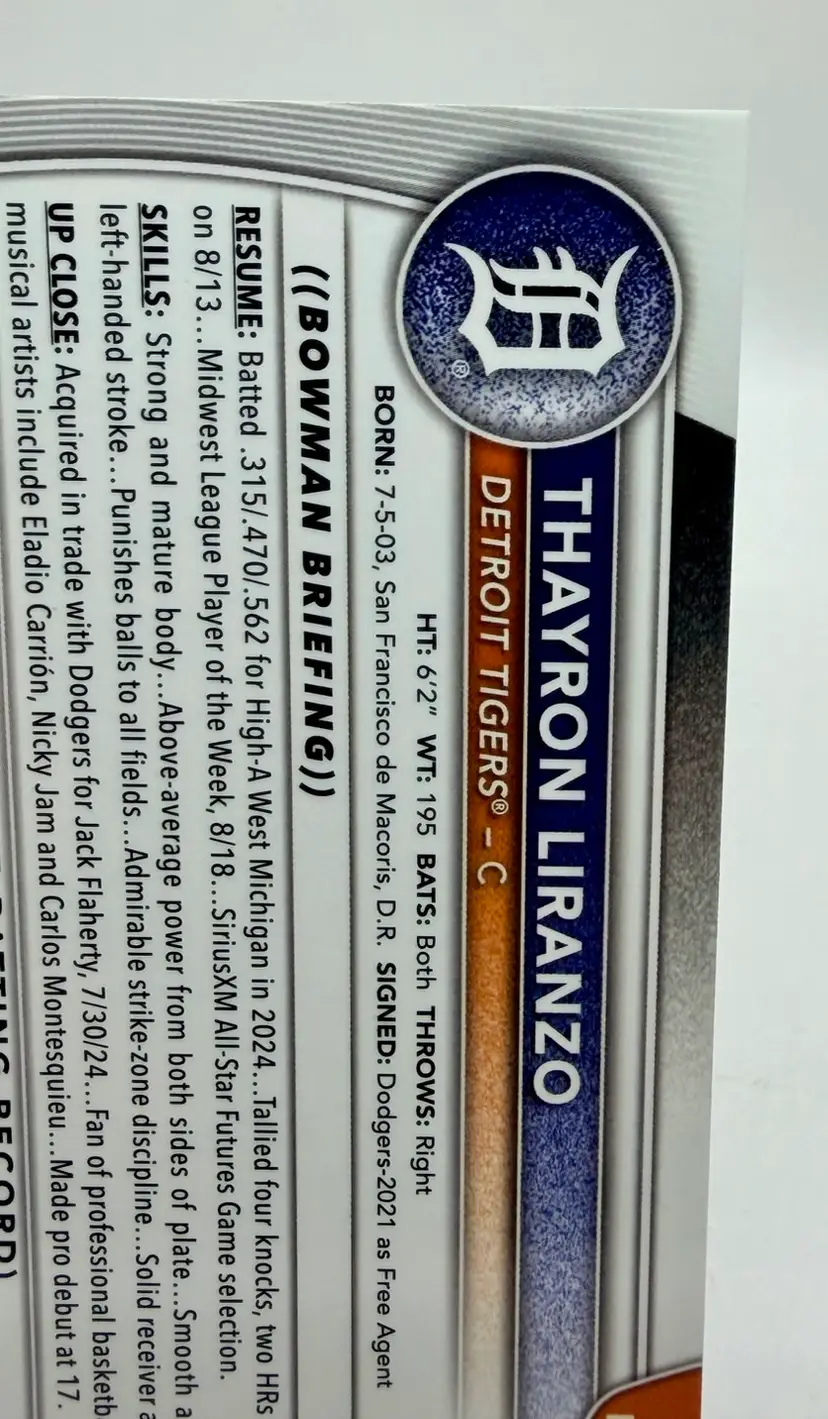 THAYRON LIRANZO
DETROIT TIGERS® – C
HT: 6'2" WT: 195 BATS: Both THROWS: Right
BORN: 7-5-03, San Francisco de Macoris, D.R. SIGNED: Dodgers-2021 as Free Agent
((BOWMAN BRIEFING))
RESUME: Batted .315/.470/.562 for High-A West Michigan in 2024...Tallied four knocks, two HRs
on 8/13...Midwest League Player of the Week, 8/18...SiriusXM All-Star Futures Game selection.
SKILLS: Strong and mature body...Above-average power from both sides of plate...Smooth
left-handed stroke...Punishes balls to all fields...Admirable strike-zone discipline...Solid receiver
UP CLOSE: Acquired in trade with Dodgers for Jack Flaherty, 7/30/24...Fan of professional basketb
musical artists include Eladio Carrión, Nicky Jam and Carlos Montesquieu...Made pro debut at 17.
RECORD)